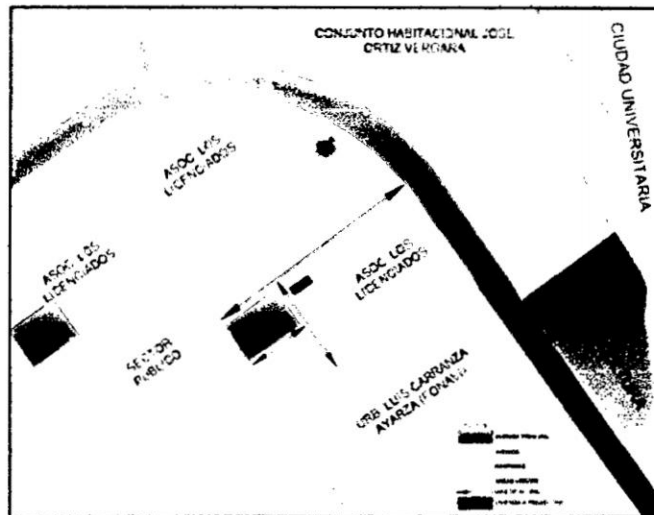 CONJUNTO HABITACIONAL JOSE
ORTIZ VERGARA
CIUDAD UNIVERSITARIA
ASOC. LOS
LICENCIADOS
ASOC. LOS
LICENCIADOS
ASOC. LOS
LICENCIADOS
SECTOR
PUBLICO
URB. LUIS CARRANZA
AYARZA (FONAVI)